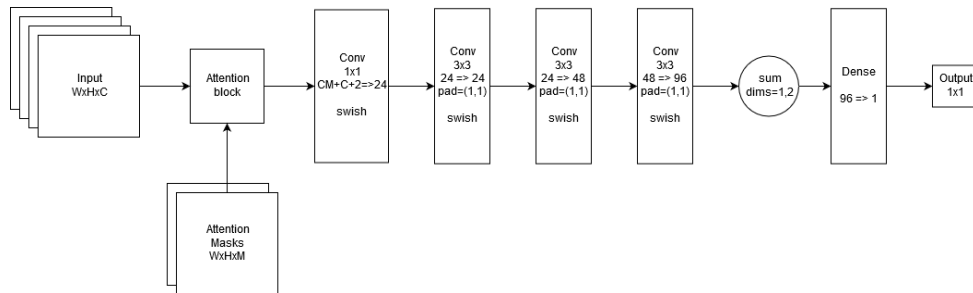 Input
WxHxC
Attention
block
Attention
Masks
WxHxM
Conv
1x1
CM+C+2=>24
swish
Conv
3x3
24 => 24
pad=(1,1)
swish
Conv
3x3
24 => 48
pad=(1,1)
swish
Conv
3x3
48 => 96
pad=(1,1)
swish
sum
dims=1,2
Dense
96 => 1
Output
1x1